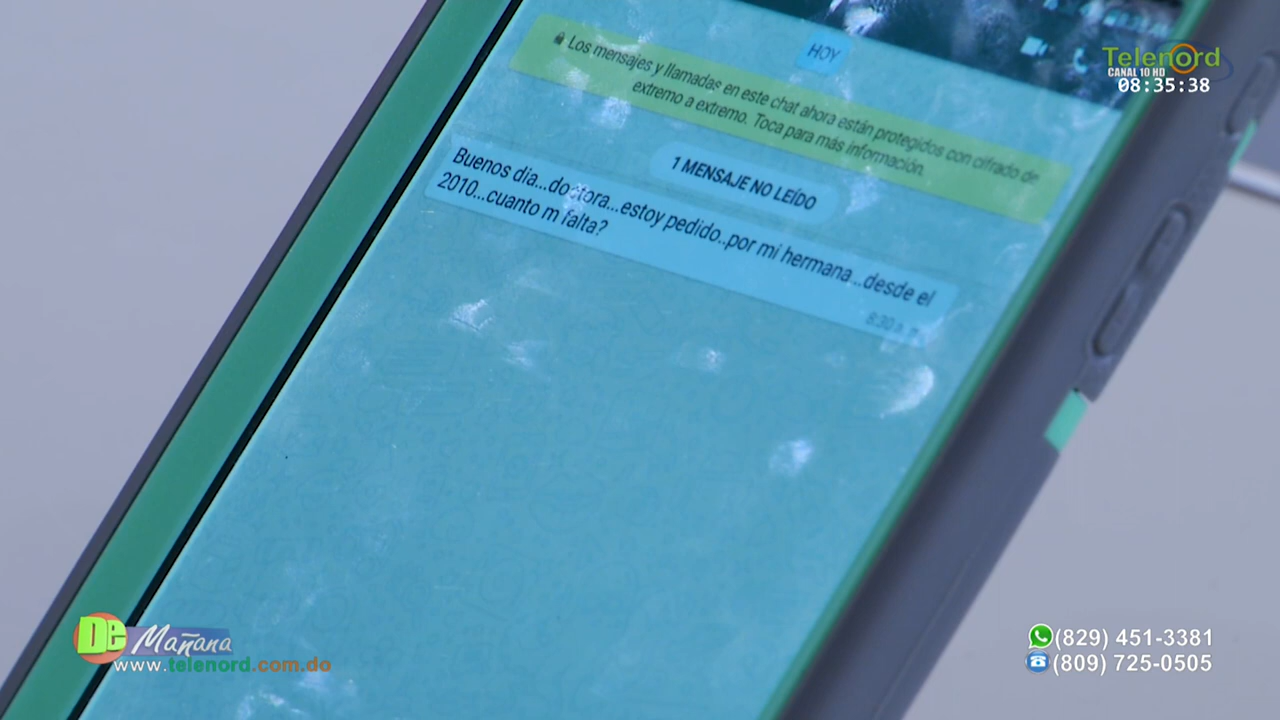 HOY
Los mensajes y llamadas en este chat ahora están protegidos con cifrado de
extremo a extremo. Toca para más información.
1 MENSAJE NO LEÍDO
Buenos dia...doctora...estoy pedido..por mi hermana...desde el
2010...cuanto m falta?
8:30 a. m.
Telenord
CANAL 10 HD
08:35:38
De Mañana
www.telenord.com.do
(829) 451-3381
(809) 725-0505